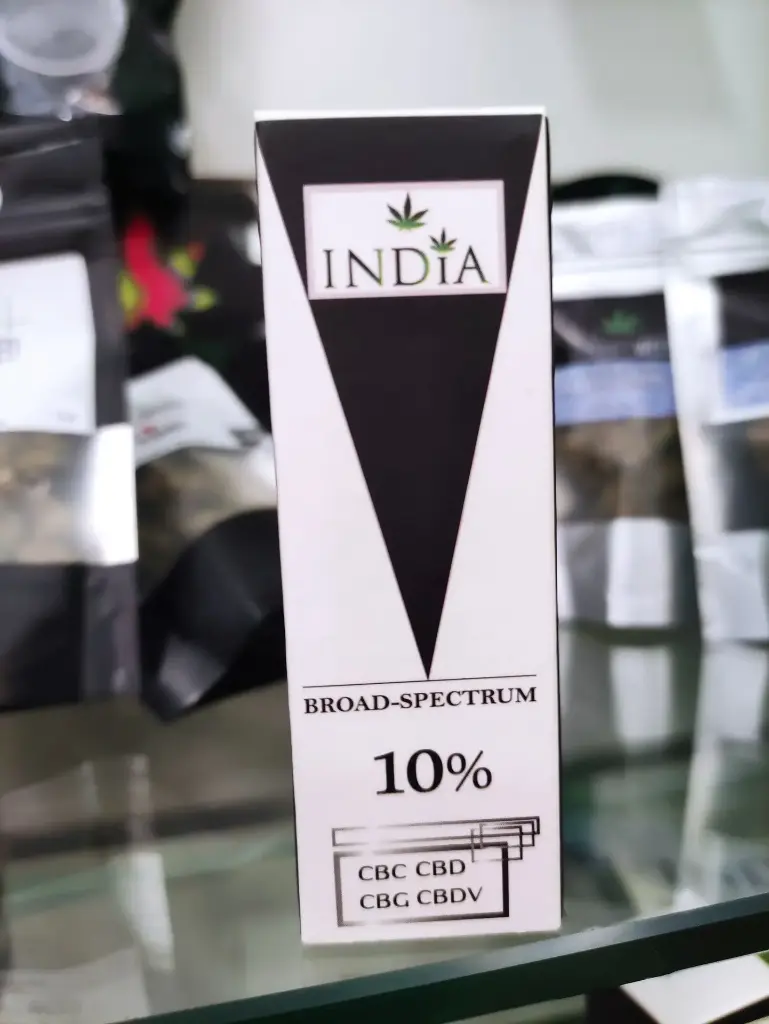 INDiA
BROAD-SPECTRUM
10%
CBC CBD
CBG CBDV